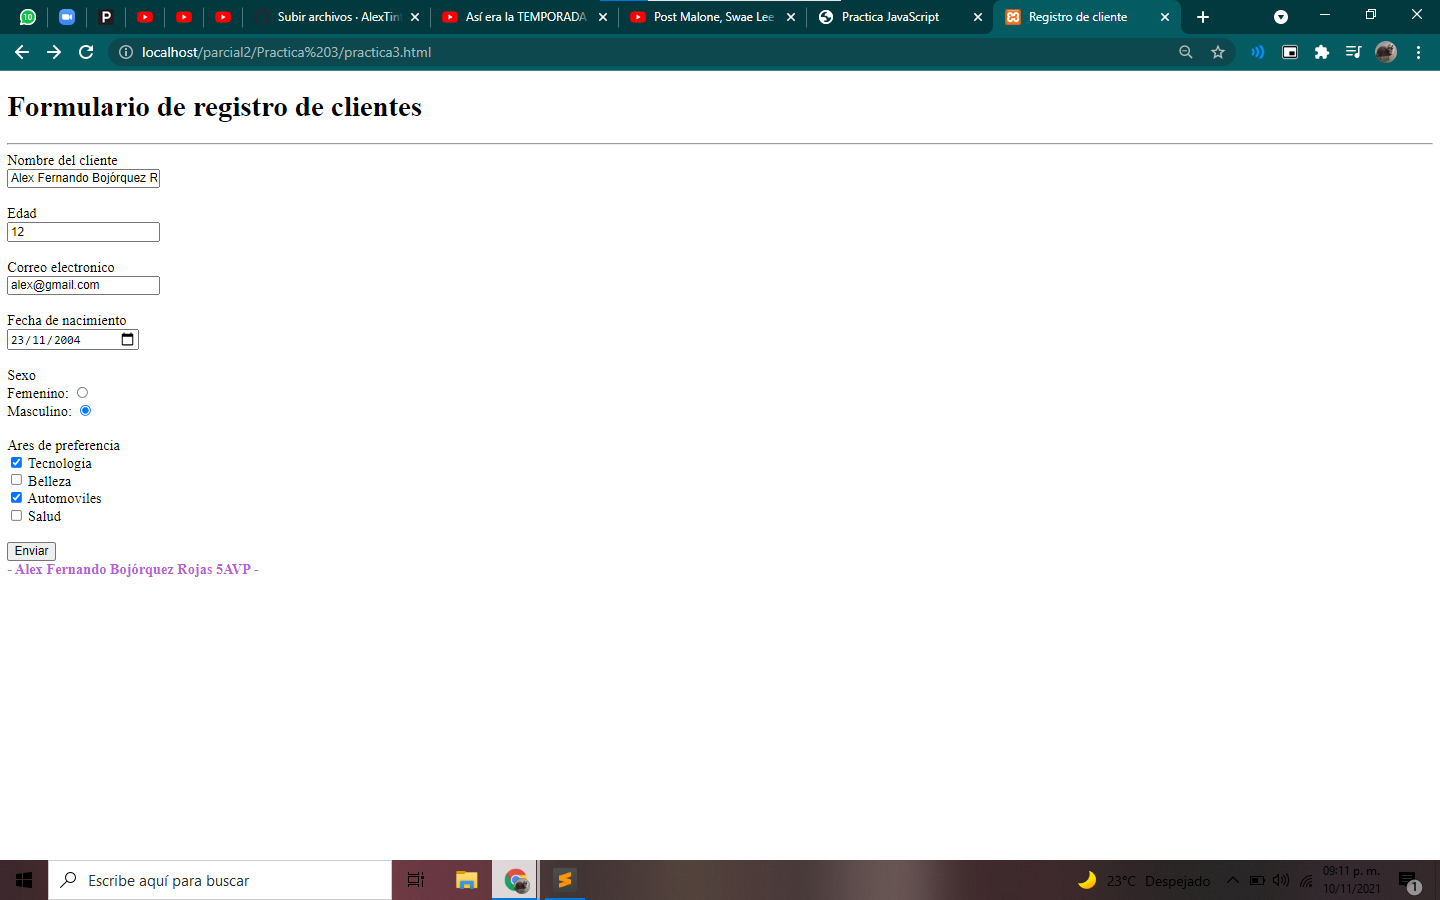 10
Subir archivos · AlexTin
Así era la TEMPORADA
Post Malone, Swae Lee
Practica JavaScript
Registro de cliente
localhost/parcial2/Practica%203/practica3.html
Formulario de registro de clientes
Nombre del cliente
Alex Fernando Bojórquez R
Edad
12
Correo electronico
alex@gmail.com
Fecha de nacimiento
23/11/2004
Sexo
Femenino:
Masculino:
Ares de preferencia
Tecnologia
Belleza
Automoviles
Salud
Enviar
- Alex Fernando Bojórquez Rojas 5AVP -
Escribe aquí para buscar
23°C Despejado
09:11 p. m.
10/11/2021
1